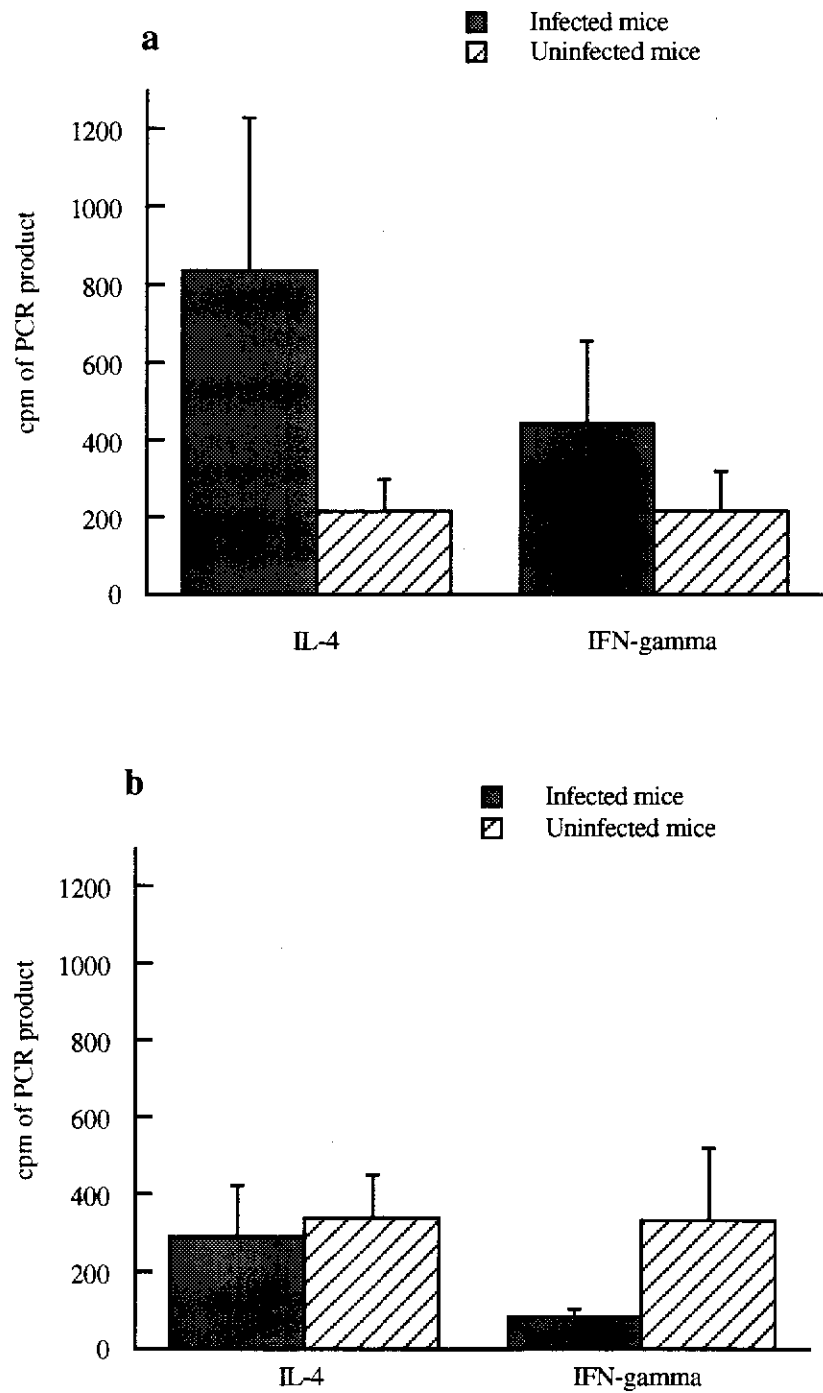 a
Infected mice
Uninfected mice
1200
1000
800
600
400
200
0
cpm of PCR product
IL-4 IFN-gamma
b
Infected mice
Uninfected mice
1200
1000
800
600
400
200
0
cpm of PCR product
IL-4 IFN-gamma